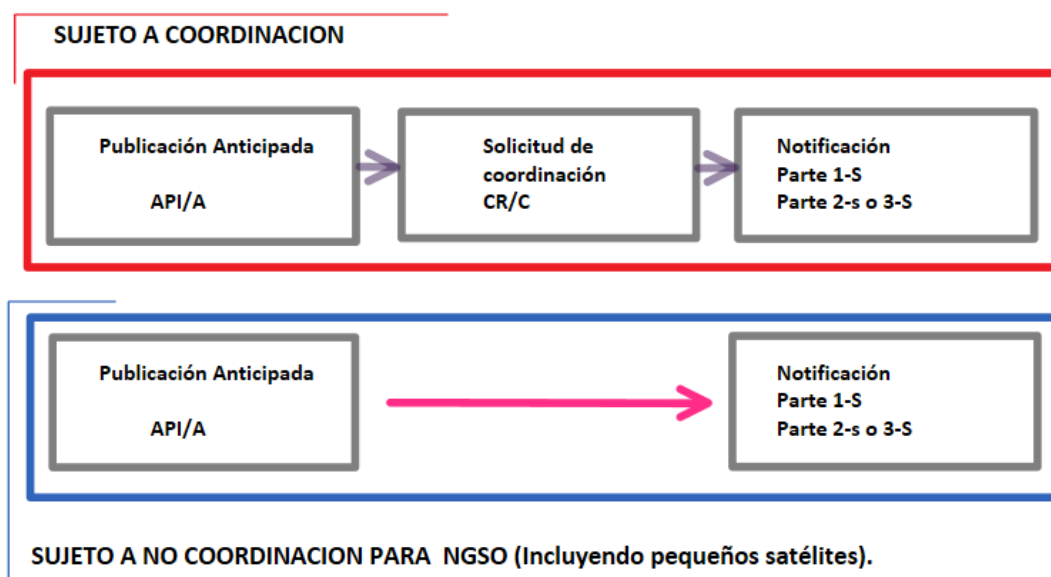 SUJETO A COORDINACION
Publicación Anticipada
API/A
Solicitud de
coordinación
CR/C
Notificación
Parte 1-S
Parte 2-s o 3-S
Publicación Anticipada
API/A
Notificación
Parte 1-S
Parte 2-s o 3-S
SUJETO A NO COORDINACION PARA NGSO (Incluyendo pequeños satélites).